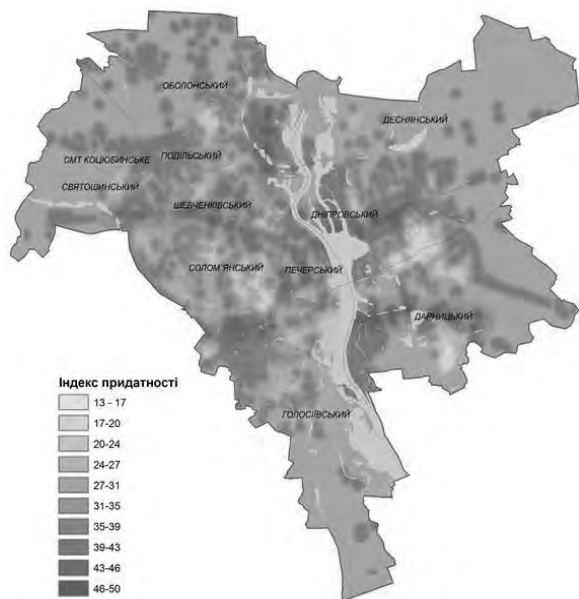 ОБОЛОНСЬКИЙ
ДЕСНЯНСЬКИЙ
СМТ КОЦЮБИНСЬКЕ
ПОДІЛЬСЬКИЙ
СВЯТОШИНСЬКИЙ
ШЕВЧЕНКІВСЬКИЙ
ДНІПРОВСЬКИЙ
СОЛОМ'ЯНСЬКИЙ
ПЕЧЕРСЬКИЙ
ДАРНИЦЬКИЙ
ГОЛОСІЇВСЬКИЙ
Індекс придатності
13 - 17
17-20
20-24
24-27
27-31
31-35
35-39
39-43
43-46
46-50